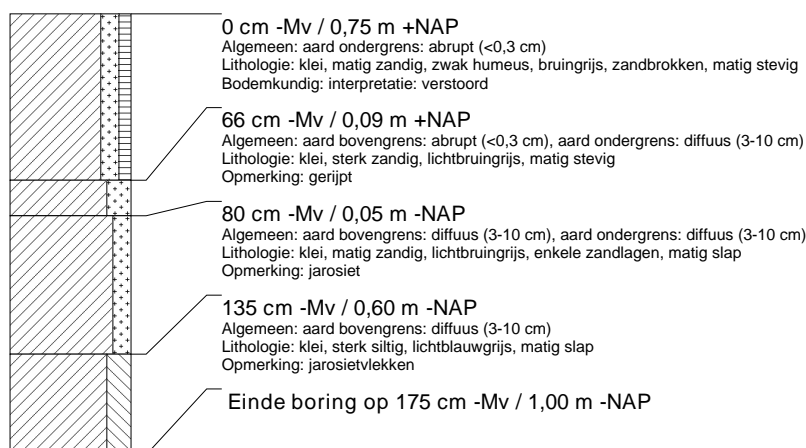 0 cm -Mv / 0,75 m +NAP
Algemeen: aard ondergrens: abrupt (<0,3 cm)
Lithologie: klei, matig zandig, zwak humeus, bruingrijs, zandbrokken, matig stevig
Bodemkundig: interpretatie: verstoord
66 cm -Mv / 0,09 m +NAP
Algemeen: aard bovengrens: abrupt (<0,3 cm), aard ondergrens: diffuus (3-10 cm)
Lithologie: klei, sterk zandig, lichtbruingrijs, matig stevig
Opmerking: gerijpt
80 cm -Mv / 0,05 m -NAP
Algemeen: aard bovengrens: diffuus (3-10 cm), aard ondergrens: diffuus (3-10 cm)
Lithologie: klei, matig zandig, lichtbruingrijs, enkele zandlagen, matig slap
Opmerking: jarosiet
135 cm -Mv / 0,60 m -NAP
Algemeen: aard bovengrens: diffuus (3-10 cm)
Lithologie: klei, sterk siltig, lichtblauwgrijs, matig slap
Opmerking: jarosietvlekken
Einde boring op 175 cm -Mv / 1,00 m -NAP